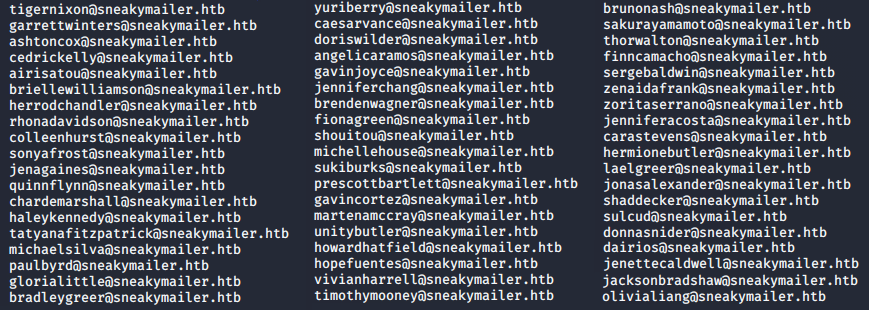 tigernixon@sneakymailer.htb
garrettwinters@sneakymailer.htb
ashtoncox@sneakymailer.htb
cedrickelly@sneakymailer.htb
airisatou@sneakymailer.htb
briellewilliamson@sneakymailer.htb
herrodchandler@sneakymailer.htb
rhonadavidson@sneakymailer.htb
colleenhurst@sneakymailer.htb
sonyafrost@sneakymailer.htb
jenagaines@sneakymailer.htb
quinnflynn@sneakymailer.htb
chardemarshall@sneakymailer.htb
haleykennedy@sneakymailer.htb
tatyanafitzpatrick@sneakymailer.htb
michaelsilva@sneakymailer.htb
paulbyrd@sneakymailer.htb
glorialittle@sneakymailer.htb
bradleygreer@sneakymailer.htb
yuriberry@sneakymailer.htb
caesarvance@sneakymailer.htb
doriswilder@sneakymailer.htb
angelicaramos@sneakymailer.htb
gavinjoyce@sneakymailer.htb
jenniferchang@sneakymailer.htb
brendenwagner@sneakymailer.htb
fionagreen@sneakymailer.htb
shouitou@sneakymailer.htb
michellehouse@sneakymailer.htb
sukiburks@sneakymailer.htb
prescottbartlett@sneakymailer.htb
gavincortez@sneakymailer.htb
martenamccray@sneakymailer.htb
unitybutler@sneakymailer.htb
howardhatfield@sneakymailer.htb
hopefuentes@sneakymailer.htb
vivianharrell@sneakymailer.htb
timothymooney@sneakymailer.htb
brunonash@sneakymailer.htb
sakurayamamoto@sneakymailer.htb
thorwalton@sneakymailer.htb
finncamacho@sneakymailer.htb
sergebaldwin@sneakymailer.htb
zenaidafrank@sneakymailer.htb
zoritaserrano@sneakymailer.htb
jenniferacosta@sneakymailer.htb
carastevens@sneakymailer.htb
hermionebutler@sneakymailer.htb
laelgreer@sneakymailer.htb
jonasalexander@sneakymailer.htb
shaddecker@sneakymailer.htb
sulcud@sneakymailer.htb
donnasnider@sneakymailer.htb
dairios@sneakymailer.htb
jenettecaldwell@sneakymailer.htb
jacksonbradshaw@sneakymailer.htb
olivialiang@sneakymailer.htb